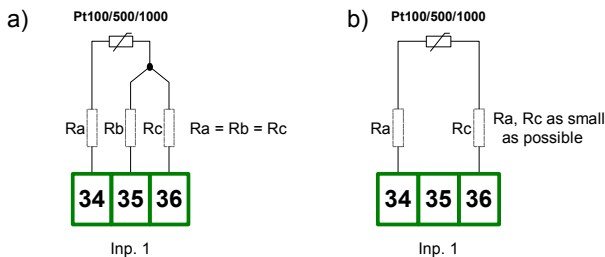 a)
Pt100/500/1000
Ra Rb Rc Ra = Rb = Rc
34 35 36
Inp. 1
b)
Pt100/500/1000
Ra Rc Ra, Rc as small
as possible
34 35 36
Inp. 1